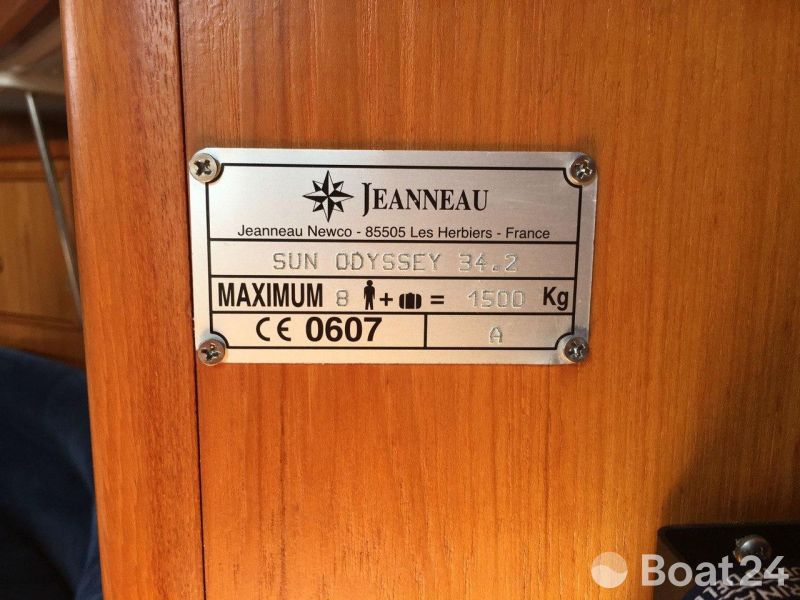 JEANNEAU
Jeanneau Newco - 85505 Les Herbiers - France
SUN ODYSSEY 34.2
MAXIMUM 8 + = 1500 Kg
CE 0607 A
Boat24